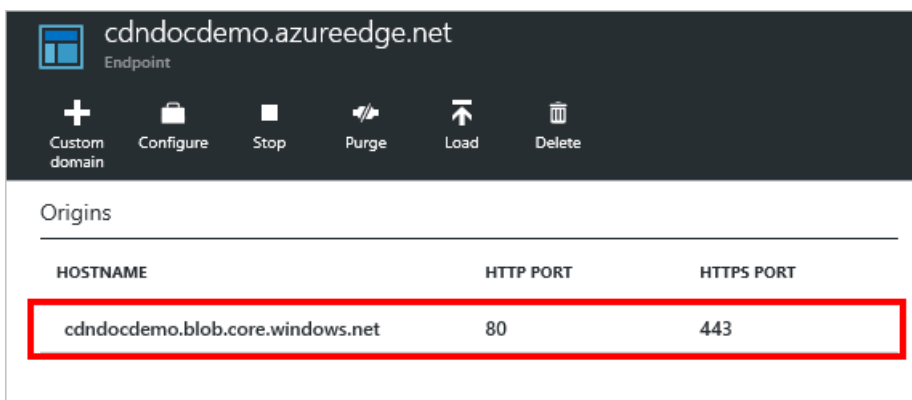 cdndocdemo.azureedge.net
Endpoint
Custom domain
Configure
Stop
Purge
Load
Delete
Origins
HOSTNAME HTTP PORT HTTPS PORT
cdndocdemo.blob.core.windows.net 80 443